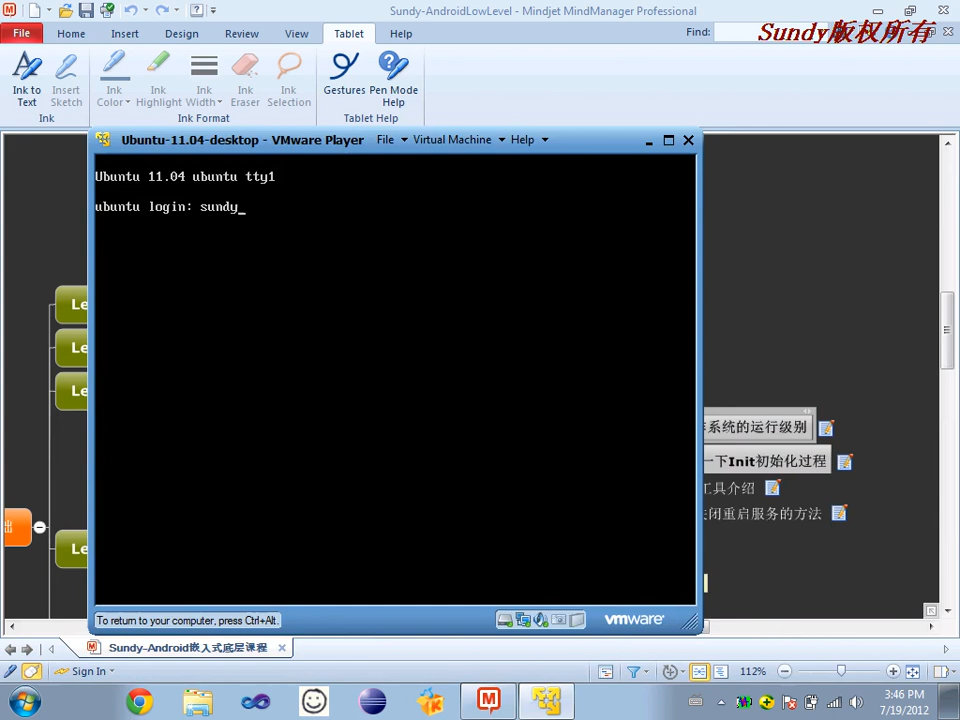 Sundy-AndroidLowLevel - Mindjet MindManager Professional
File Home Insert Design Review View Tablet Help
Find:
Sundy版权所有
Ink to Text
Insert Sketch
Ink Color
Ink Highlight
Ink Width
Ink Eraser
Ink Selection
Gestures
Pen Mode Help
Ink
Ink Format
Tablet Help
Ubuntu-11.04-desktop - VMware Player File Virtual Machine Help
Ubuntu 11.04 ubuntu tty1
ubuntu login: sundy_
Le
Le
Le
系统的运行级别
一下Init初始化过程
工具介绍
闭重启服务的方法
出
Le
To return to your computer, press Ctrl+Alt.
vmware
Sundy-Android嵌入式底层课程
Sign In
112%
3:46 PM
7/19/2012